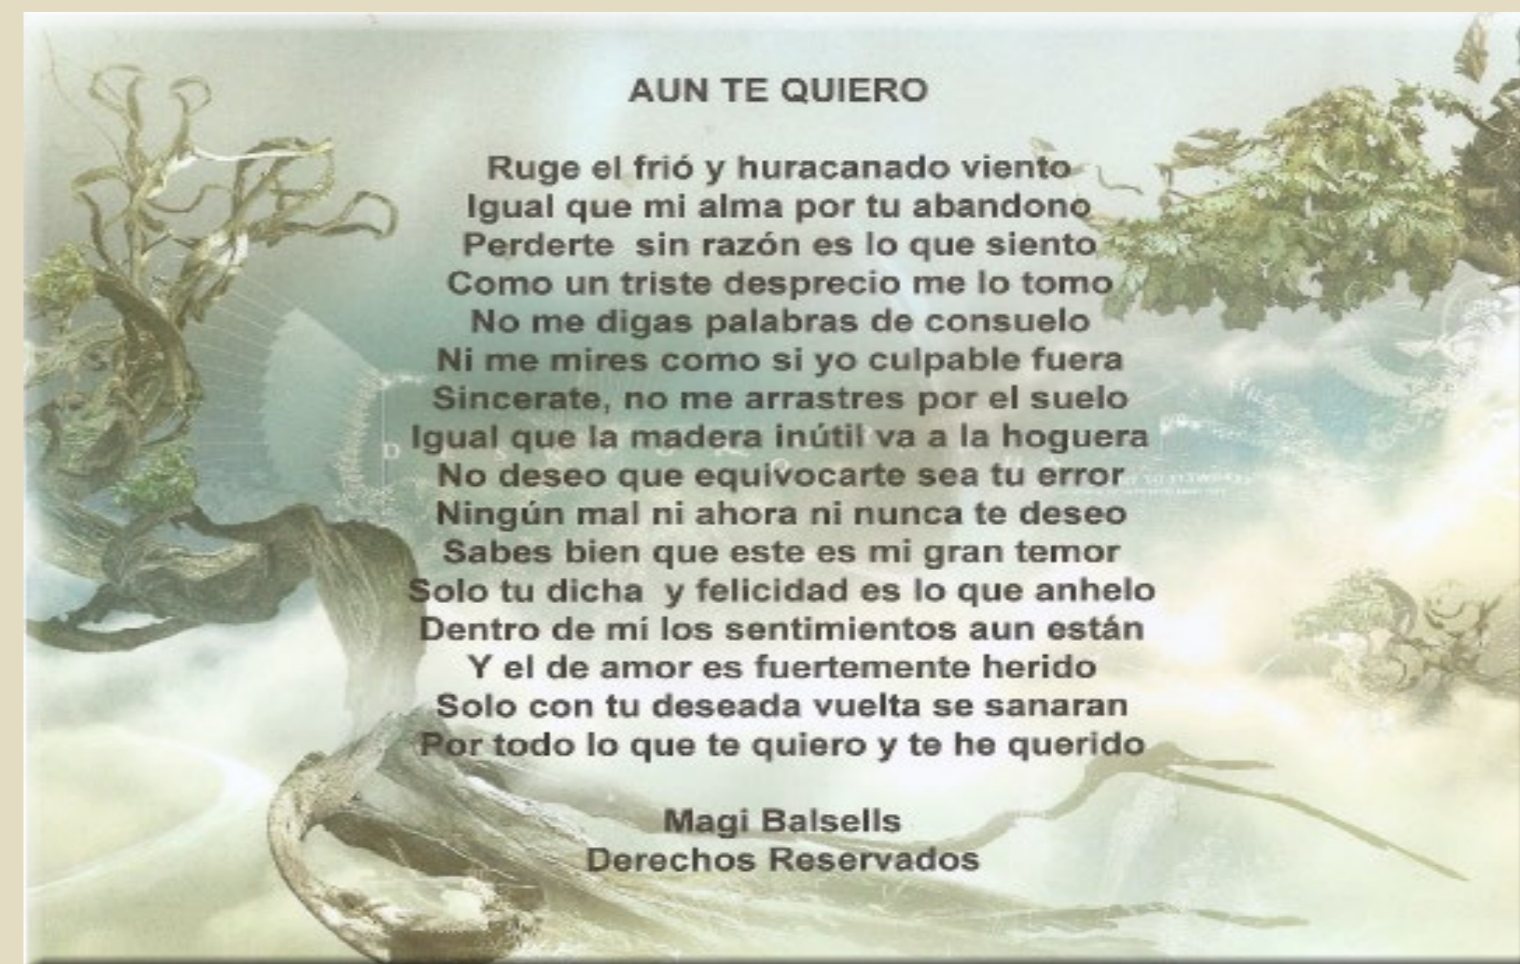 AUN TE QUIERO
Ruge el frió y huracanado viento
Igual que mi alma por tu abandono
Perderte  sin razón es lo que siento
Como un triste desprecio me lo tomo
No me digas palabras de consuelo
Ni me mires como si yo culpable fuera
Sincerate, no me arrastres por el suelo
Igual que la madera inútil va a la hoguera
No deseo que equivocarte sea tu error
Ningún mal ni ahora ni nunca te deseo
Sabes bien que este es mi gran temor
Solo tu dicha  y felicidad es lo que anhelo
Dentro de mí los sentimientos aun están
Y el de amor es fuertemente herido
Solo con tu deseada vuelta se sanaran
Por todo lo que te quiero y te he querido
Magi Balsells
Derechos Reservados